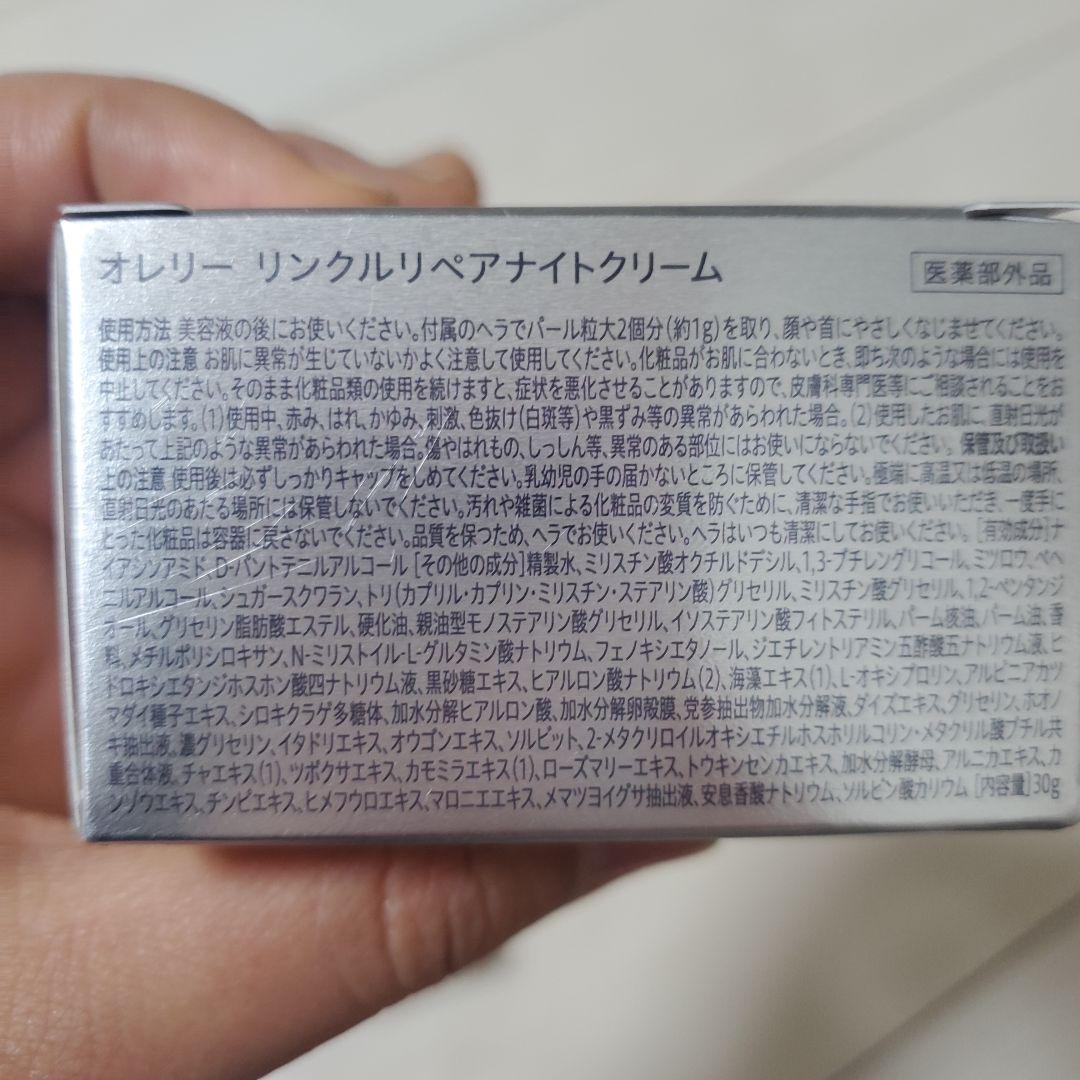 オレリー リンクルリペアナイトクリーム
医薬部外品
使用方法 美容液の後にお使いください。付属のヘラでパール粒大2個分(約1g)を取り、顔や首にやさしくなじませてください。
使用上の注意 お肌に異常が生じていないかよく注意して使用してください。化粧品がお肌に合わないとき、即ち次のような場合には使用を
中止してください。そのまま化粧品類の使用を続けますと、症状を悪化させることがありますので、皮膚科専門医等にご相談されることをお
すすめします。(1)使用中、赤み、はれ、かゆみ、刺激、色抜け(白斑等)や黒ずみ等の異常があらわれた場合。(2)使用したお肌に、直射日光が
あたって上記のような異常があらわれた場合。傷やはれもの、しっしん等、異常のある部位にはお使いにならないでください。保管及び取扱い
上の注意 使用後は必ずしっかりキャップをしめてください。乳幼児の手の届かないところに保管してください。極端に高温又は低温の場所、
直射日光のあたる場所には保管しないでください。汚れや雑菌による化粧品の変質を防ぐために、清潔な手指でお使いいただき、一度手に
とった化粧品は容器に戻さないでください。品質を保つため、ヘラでお使いください。ヘラはいつも清潔にしてお使いください。[有効成分]ナ
イアシンアミド、D-パントテニルアルコール [その他の成分]精製水、ミリスチン酸オクチルドデシル、1,3-ブチレングリコール、ミツロウ、ベヘ
ニルアルコール、シュガースクワラン、トリ(カプリル・カプリン・ミリスチン・ステアリン酸)グリセリル、ミリスチン酸グリセリル、1,2-ペンタンジ
オール、グリセリン脂肪酸エステル、硬化油、親油型モノステアリン酸グリセリル、イソステアリン酸フィトステリル、パーム核油、パーム油、香
料、メチルポリシロキサン、N-ミリストイル-L-グルタミン酸ナトリウム、フェノキシエタノール、ジエチレントリアミン五酢酸五ナトリウム液、ヒ
ドロキシエタンジホスホン酸四ナトリウム液、黒砂糖エキス、ヒアルロン酸ナトリウム(2)、海藻エキス(1)、L-オキシプロリン、アルピニアカツ
マダイ種子エキス、シロキクラゲ多糖体、加水分解ヒアルロン酸、加水分解卵殻膜、党参抽出物加水分解液、ダイズエキス、グリセリン、ホオノ
キ抽出液、濃グリセリン、イタドリエキス、オウゴンエキス、ソルビット、2-メタクリロイルオキシエチルホスホリルコリン・メタクリル酸ブチル共
重合体液、チャエキス(1)、ツボクサエキス、カモミラエキス(1)、ローズマリーエキス、トウキンセンカエキス、加水分解酵母、アルニカエキス、カ
ンゾウエキス、チンピエキス、ヒメフウロエキス、マロニエエキス、メマツヨイグサ抽出液、安息香酸ナトリウム、ソルビン酸カリウム [内容量]30g